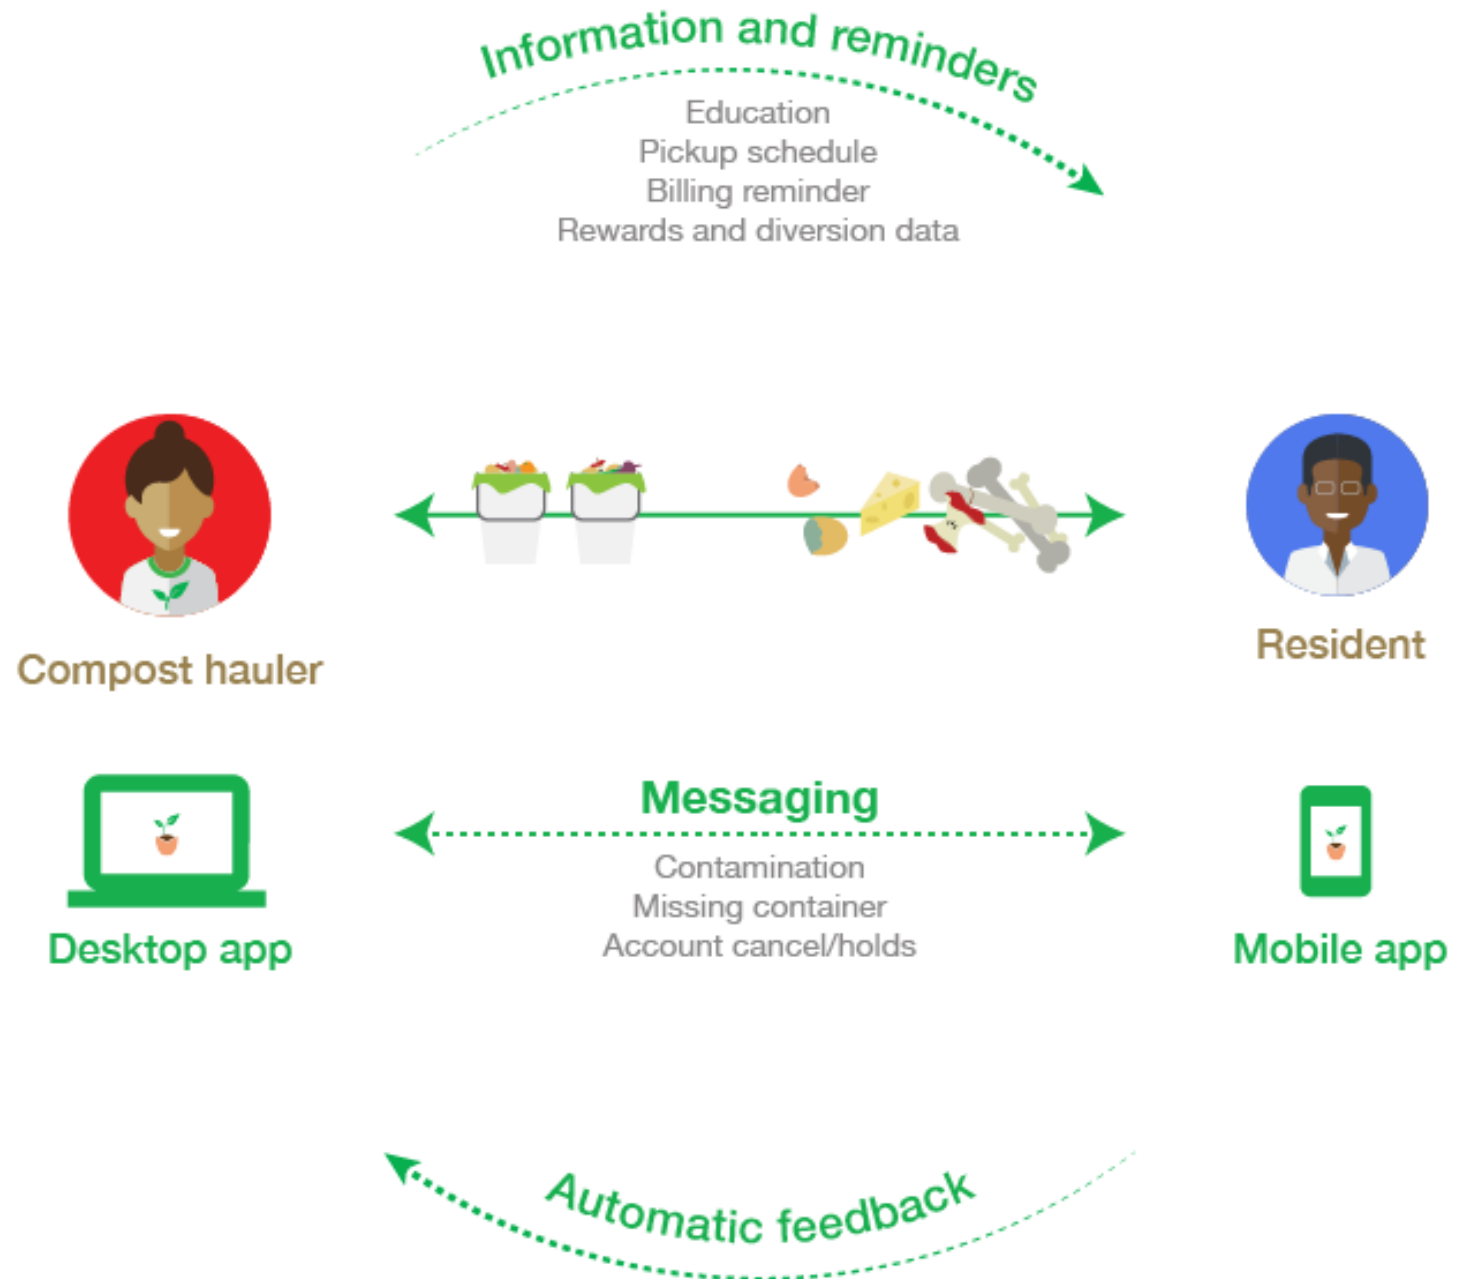 Information and reminders
Education
Pickup schedule
Billing reminder
Rewards and diversion data
Compost hauler
Resident
Messaging
Contamination
Missing container
Account cancel/holds
Desktop app
Mobile app
Automatic feedback